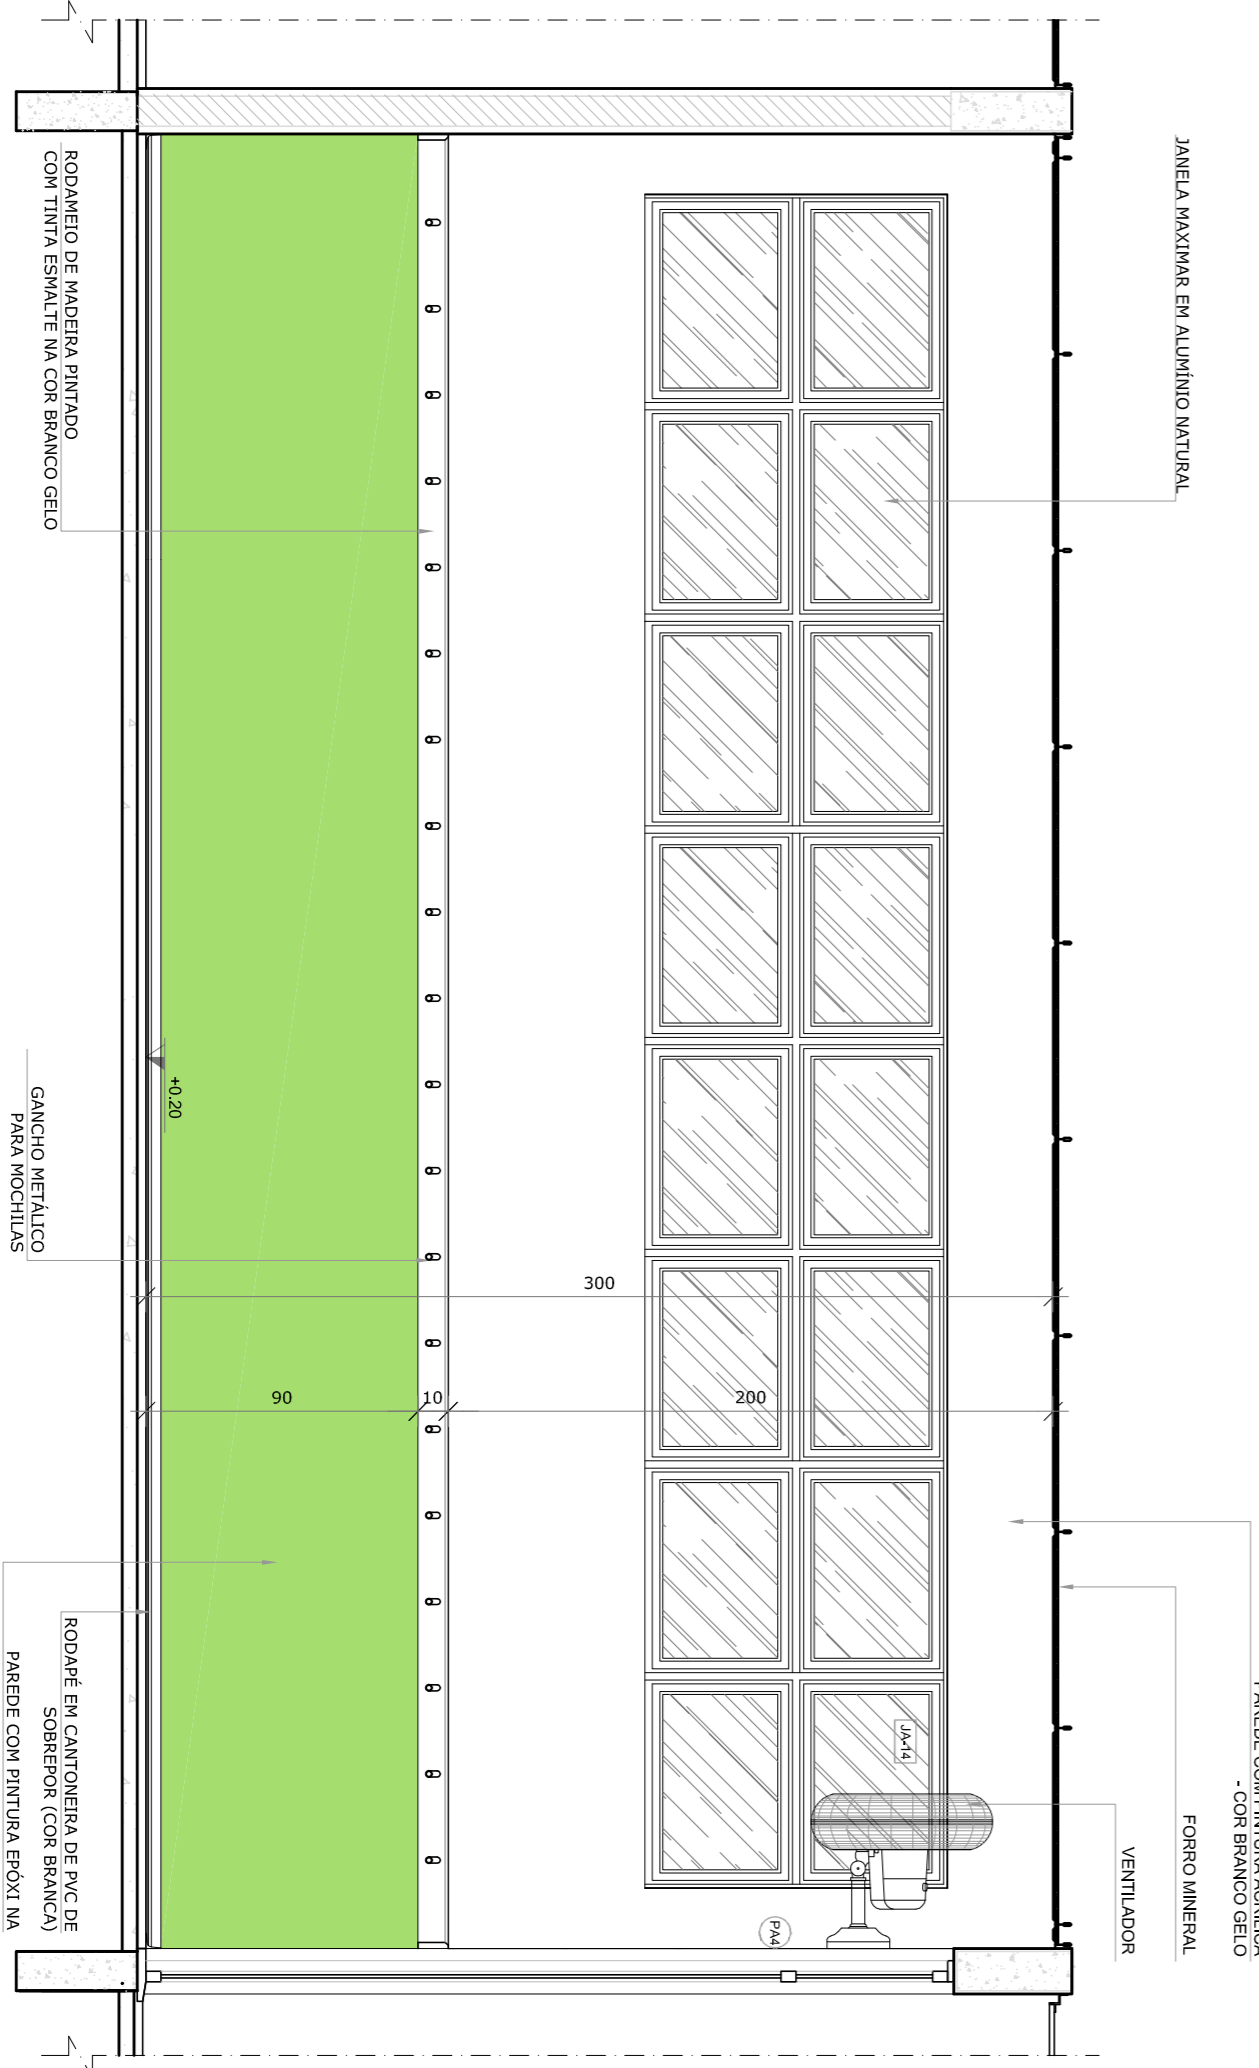 JANELA MAXIMAR EM ALUMÍNIO NATURAL
- COR BRANCO GELO
FORRO MINERAL
VENTILADOR
JA-14
PA4
300
90
10
200
+0.20
RODAMEIO DE MADEIRA PINTADO
COM TINTA ESMALTE NA COR BRANCO GELO
GANCHO METÁLICO
PARA MOCHILAS
RODAPÉ EM CANTONEIRA DE PVC DE
SOBREPOR (COR BRANCA)
PAREDE COM PINTURA EPÓXI NA